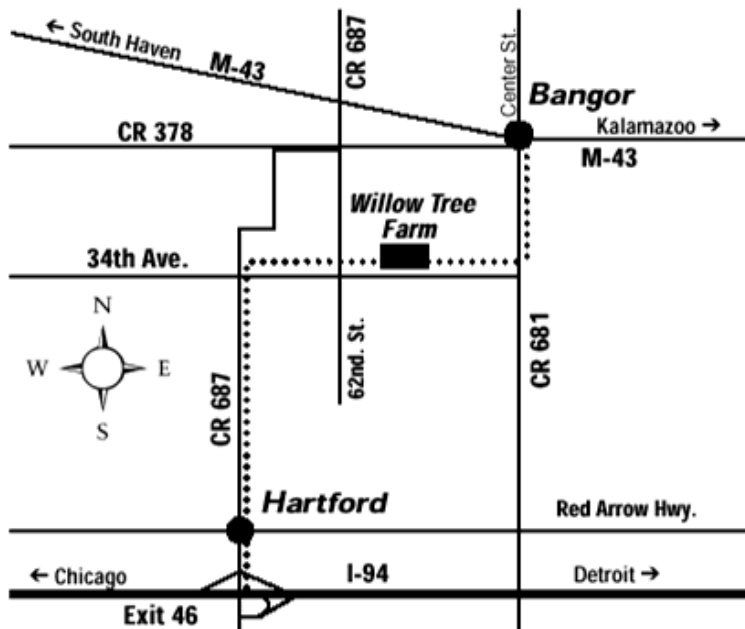 ← South Haven
M-43
CR 687
Center St.
Bangor
Kalamazoo →
M-43
CR 378
Willow Tree
Farm
34th Ave.
N
W
E
S
62nd. St.
CR 681
CR 687
Hartford
Red Arrow Hwy.
← Chicago
I-94
Detroit →
Exit 46